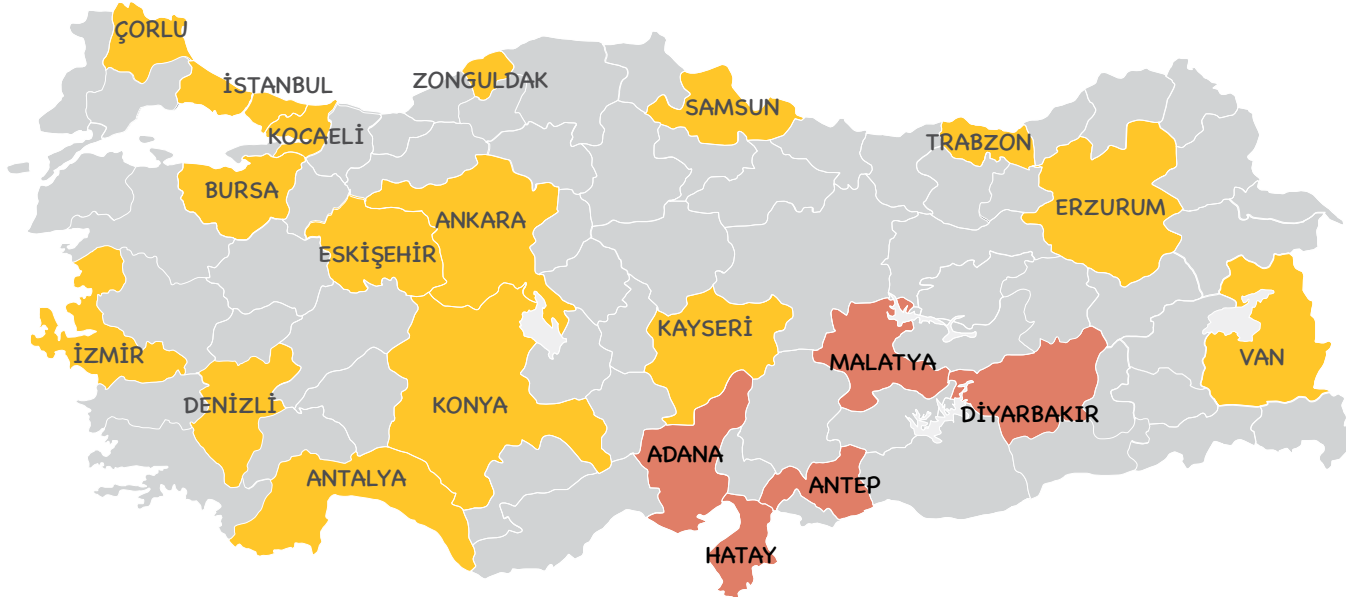 ÇORLU
İSTANBUL
ZONGULDAK
SAMSUN
KOCAELİ
TRABZON
BURSA
ANKARA
ERZURUM
ESKİŞEHİR
KAYSERİ
İZMİR
MALATYA
VAN
DENİZLİ
KONYA
DİYARBAKIR
ADANA
ANTALYA
ANTEP
HATAY